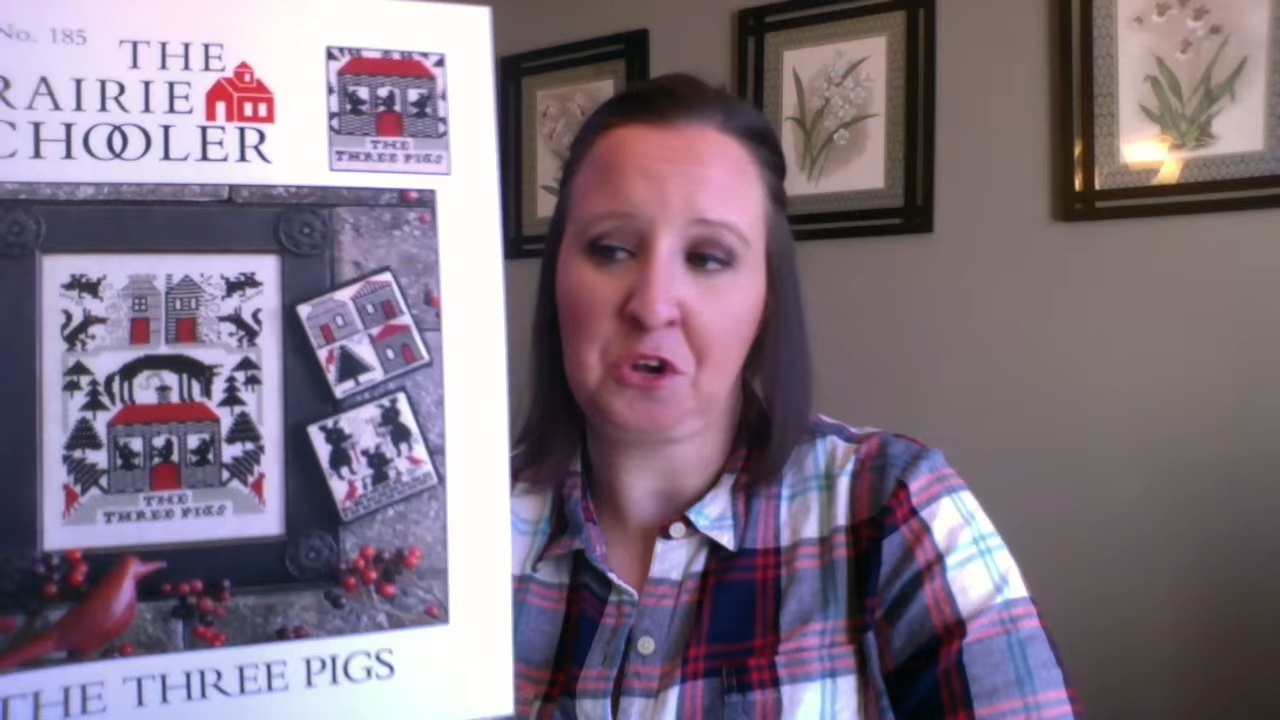 No. 185
THE
RAIRIE
CHOOLER
THE
THREE PIGS
THE
THREE PIGS
THE THREE PIGS